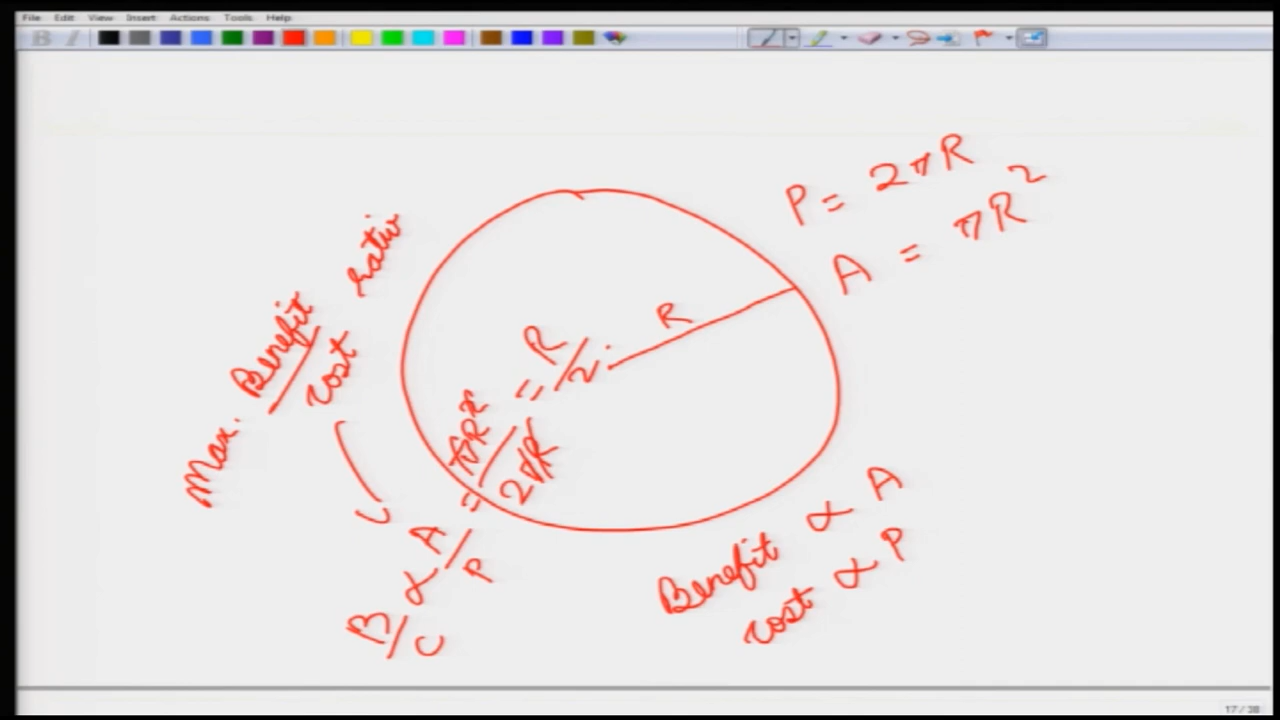 File Edit View Insert Actions Tools Help
B I
P = 2πR
A = πR²
R
Max. Benefit/cost ratio
B/C ∝ A/P = πR²/2πR = R/2
Benefit ∝ A
cost ∝ P
17 / 38